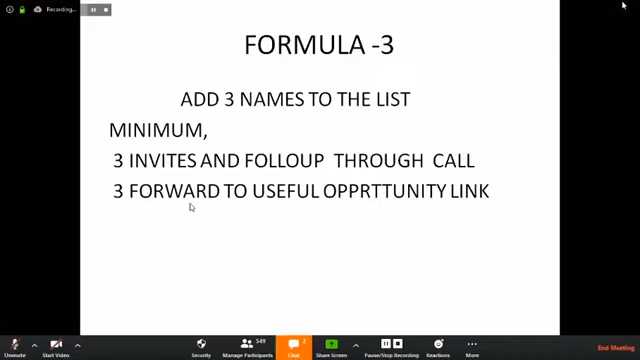 Recording...
FORMULA -3
ADD 3 NAMES TO THE LIST
MINIMUM,
3 INVITES AND FOLLOUP THROUGH CALL
3 FORWARD TO USEFUL OPPRTTUNITY LINK
549
2
Unmute
Start Video
Security
Manage Participants
Chat
Share Screen
Pause/Stop Recording
Reactions
More
End Meeting